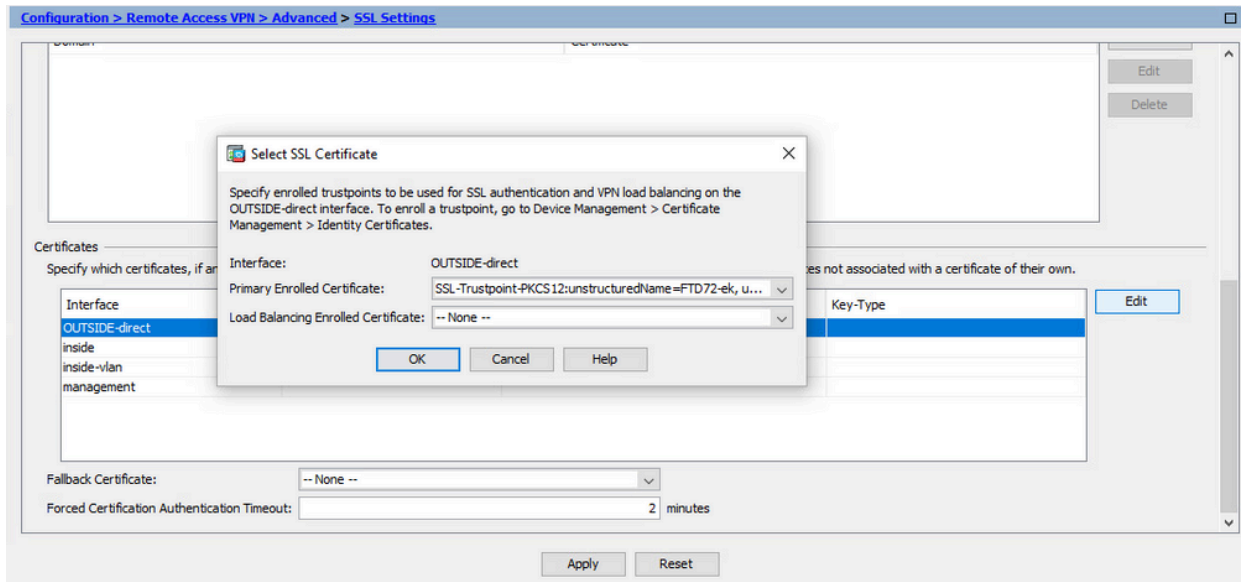 Configuration > Remote Access VPN > Advanced > SSL Settings
Domain Certificate
Edit
Delete
Select SSL Certificate
Specify enrolled trustpoints to be used for SSL authentication and VPN load balancing on the
OUTSIDE-direct interface. To enroll a trustpoint, go to Device Management > Certificate
Management > Identity Certificates.
Interface: OUTSIDE-direct
Primary Enrolled Certificate: SSL-Trustpoint-PKCS12:unstructuredName=FTD72-ek, u...
Load Balancing Enrolled Certificate: -- None --
OK Cancel Help
Certificates
Specify which certificates, if es not associated with a certificate of their own.
Interface Key-Type Edit
OUTSIDE-direct
inside
inside-vlan
management
Fallback Certificate: -- None --
Forced Certification Authentication Timeout: 2 minutes
Apply Reset